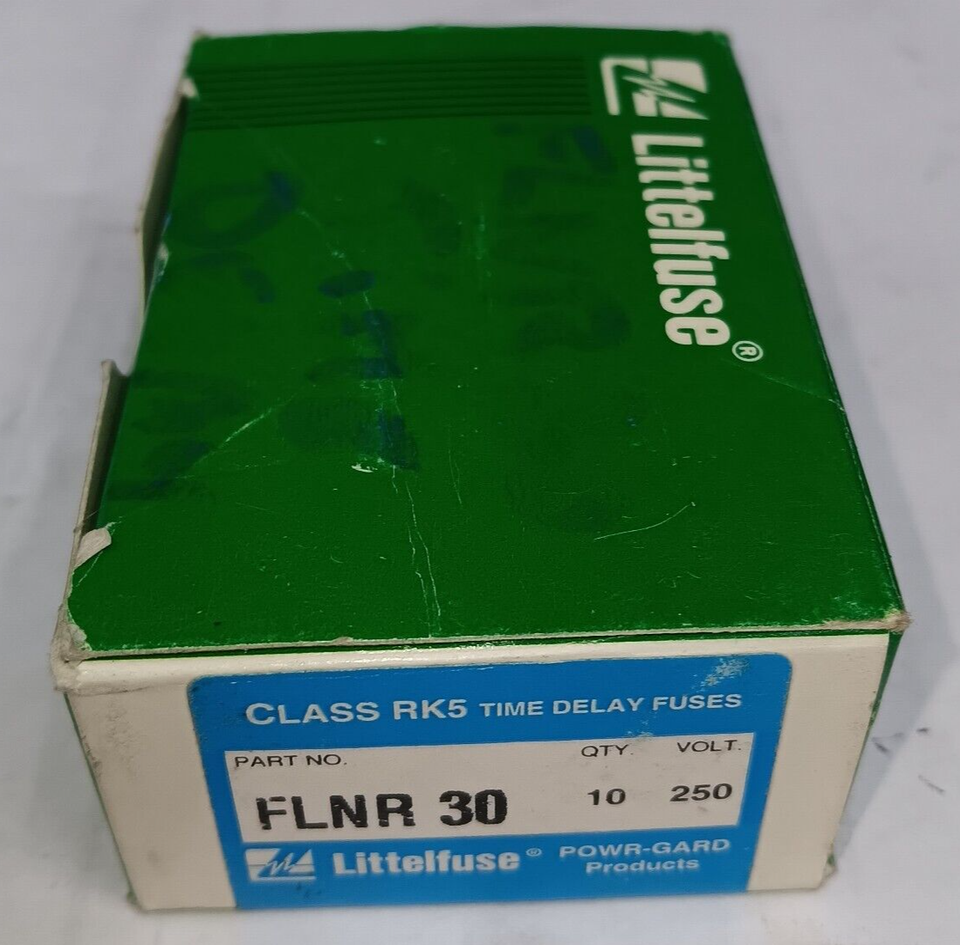 Littelfuse®
CLASS RK5 TIME DELAY FUSES
PART NO. QTY. VOLT.
FLNR 30 10 250
Littelfuse® POWR-GARD
Products